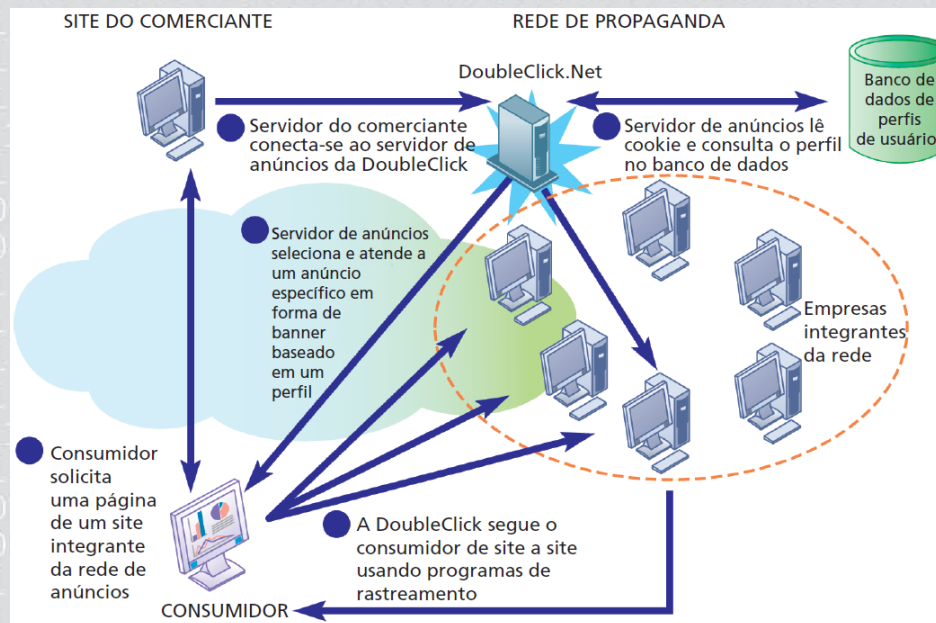 SITE DO COMERCIANTE
REDE DE PROPAGANDA
DoubleClick.Net
Banco de
dados de
perfis
de usuário
Servidor do comerciante
conecta-se ao servidor de
anúncios da DoubleClick
Servidor de anúncios lê
cookie e consulta o perfil
no banco de dados
Servidor de anúncios
seleciona e atende a
um anúncio
específico em
forma de
banner
baseado
em um
perfil
Empresas
integrantes
da rede
Consumidor
solicita
uma página
de um site
integrante
da rede de
anúncios
A DoubleClick segue o
consumidor de site a site
usando programas de
rastreamento
CONSUMIDOR